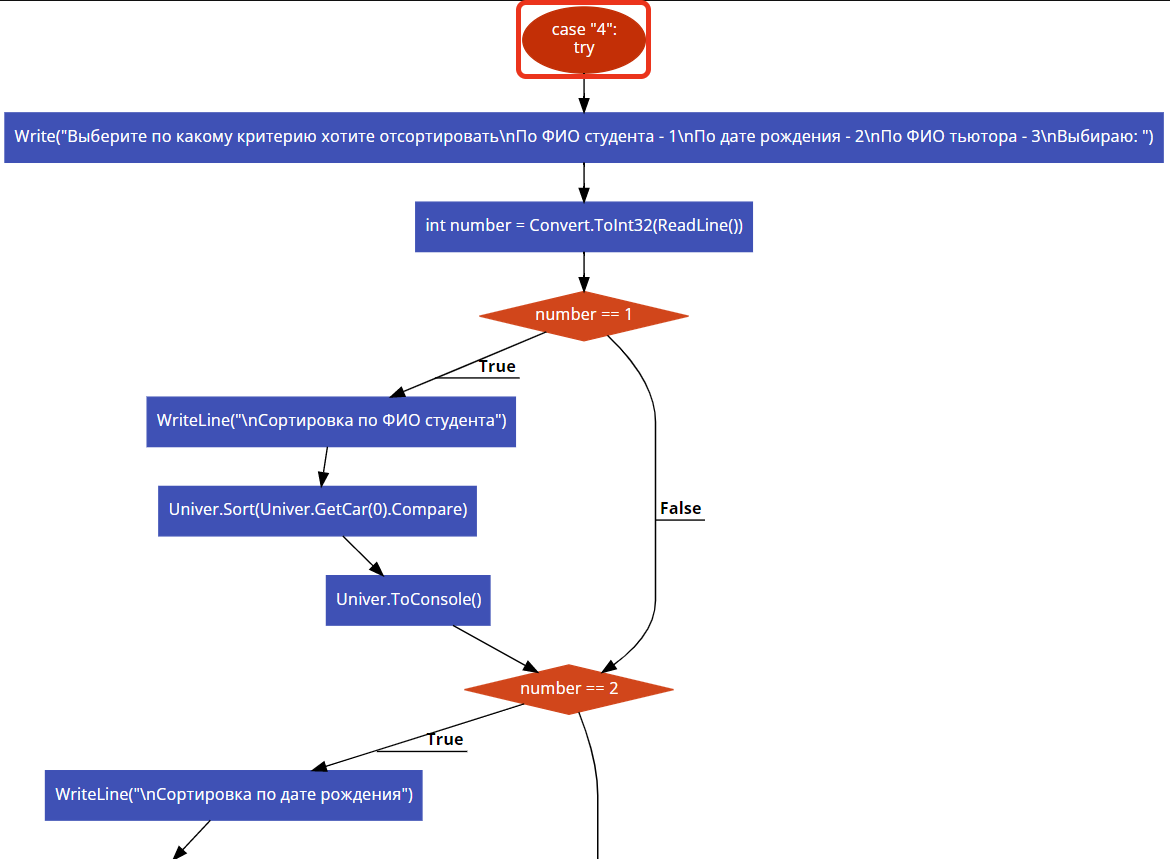 case "4":
try
Write("Выберите по какому критерию хотите отсортировать\nПо ФИО студента - 1\nПо дате рождения - 2\nПо ФИО тьютора - 3\nВыбираю: ")
int number = Convert.ToInt32(ReadLine())
number == 1
True
WriteLine("\nСортировка по ФИО студента")
Univer.Sort(Univer.GetCar(0).Compare)
False
Univer.ToConsole()
number == 2
True
WriteLine("\nСортировка по дате рождения")